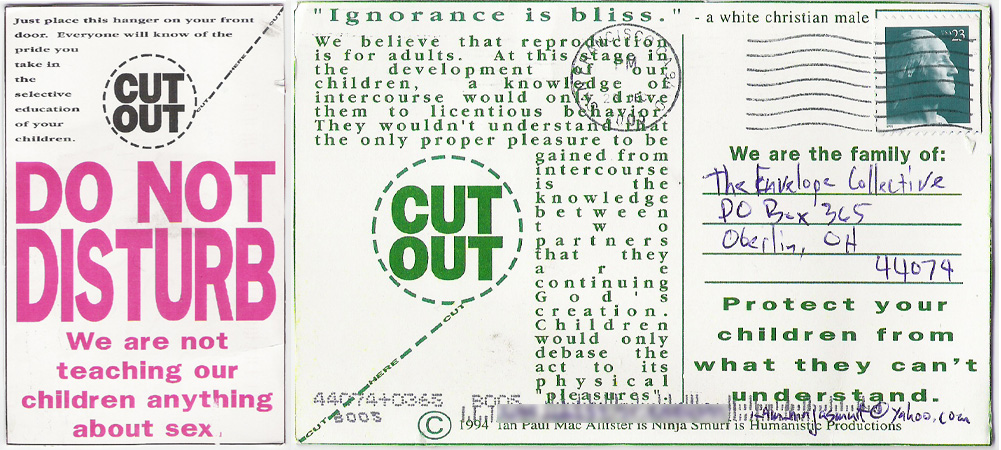 Just place this hanger on your front
door. Everyone will know of the
pride you
take in
the
selective
education
of your
children.
CUT
OUT
CUT
HERE
DO NOT
DISTURB
We are not
teaching our
children anything
about sex.
"Ignorance is bliss." - a white christian male
We believe that reproduction
is for adults. At this stage in
the development of our
children, a knowledge of
intercourse would only drive
them to licentious behavior.
They wouldn't understand that
the only proper pleasure to be
gained from
intercourse
is the
knowledge
between
two
partners
that they
are
continuing
God's
creation.
Children
would only
debase the
act to its
physical
"pleasures".
CUT
OUT
CUT
HERE
CUT
23
PM
We are the family of:
The Envelope Collective
PO Box 365
Oberlin, OH
44074
Protect your
children from
what they can't
understand.
@yahoo.com
44074+0365 B005
B005
© 1994 Ian Paul Mac Allister is Ninja Smurf is Humanistic Productions